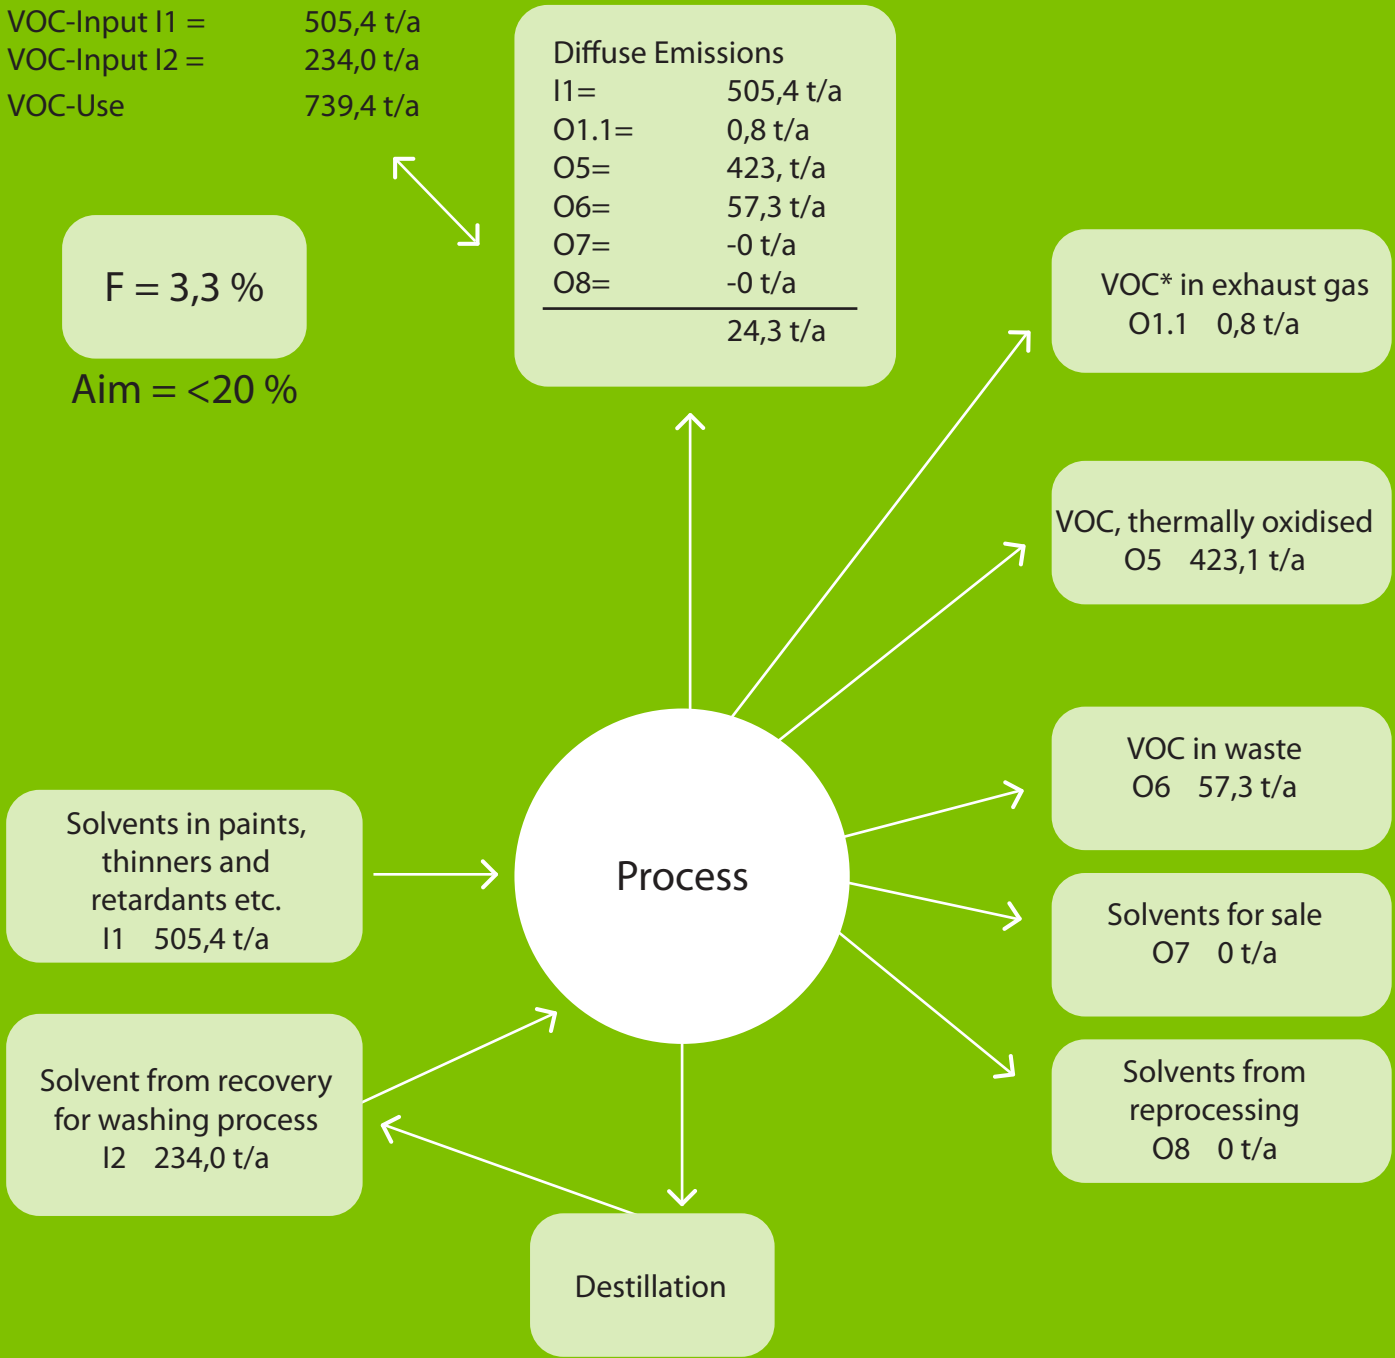 VOC-Input I1 = 505,4 t/a
VOC-Input I2 = 234,0 t/a
VOC-Use 739,4 t/a
F = 3,3 %
Aim = <20 %
Diffuse Emissions
I1= 505,4 t/a
O1.1= 0,8 t/a
O5= 423, t/a
O6= 57,3 t/a
O7= -0 t/a
O8= -0 t/a
24,3 t/a
VOC* in exhaust gas
O1.1 0,8 t/a
VOC, thermally oxidised
O5 423,1 t/a
VOC in waste
O6 57,3 t/a
Solvents for sale
O7 0 t/a
Solvents from
reprocessing
O8 0 t/a
Process
Solvents in paints,
thinners and
retardants etc.
I1 505,4 t/a
Solvent from recovery
for washing process
I2 234,0 t/a
Destillation